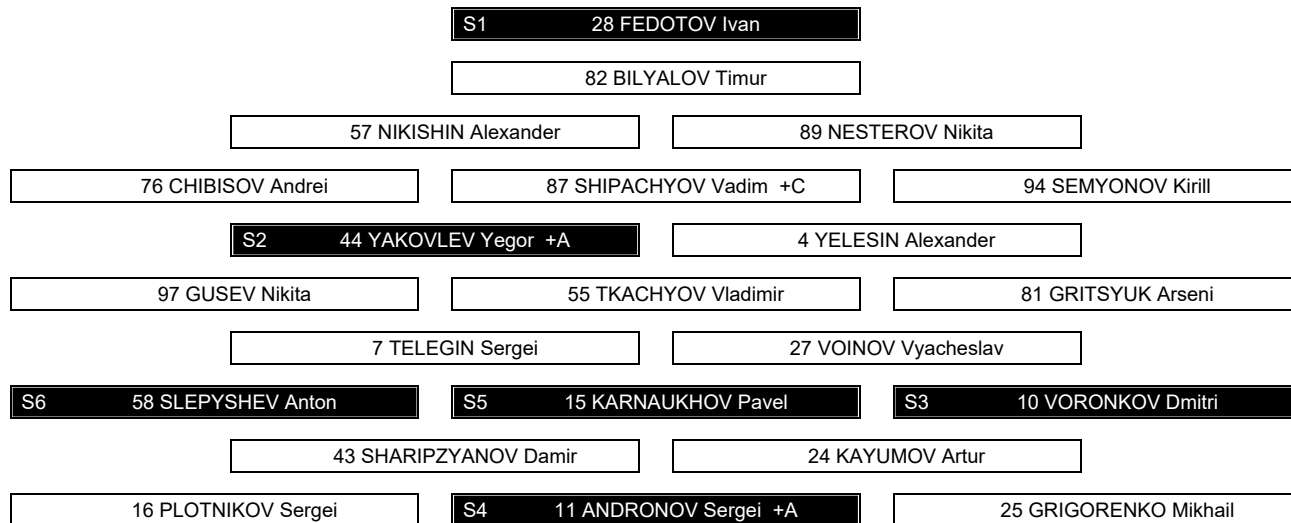 S1 28 FEDOTOV Ivan
82 BILYALOV Timur
57 NIKISHIN Alexander 89 NESTEROV Nikita
76 CHIBISOV Andrei 87 SHIPACHYOV Vadim +C 94 SEMYONOV Kirill
S2 44 YAKOVLEV Yegor +A 4 YELESIN Alexander
97 GUSEV Nikita 55 TKACHYOV Vladimir 81 GRITSYUK Arseni
7 TELEGIN Sergei 27 VOINOV Vyacheslav
S6 58 SLEPYSHEV Anton S5 15 KARNAUKHOV Pavel S3 10 VORONKOV Dmitri
43 SHARIPZYANOV Damir 24 KAYUMOV Artur
16 PLOTNIKOV Sergei S4 11 ANDRONOV Sergei +A 25 GRIGORENKO Mikhail